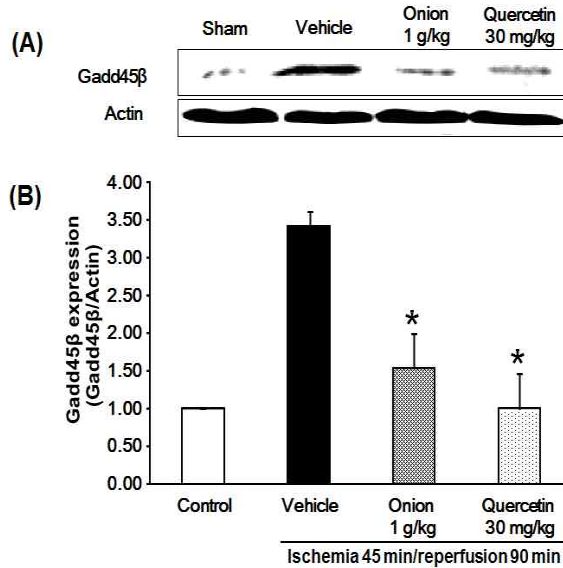 (A)
Sham Vehicle Onion Quercetin
1 g/kg 30 mg/kg
Gadd45β
Actin
(B)
Gadd45β expression
(Gadd45β/Actin)
4.00
3.50
3.00
2.50
2.00
1.50
1.00
0.50
0.00
* *
Control Vehicle Onion Quercetin
1 g/kg 30 mg/kg
Ischemia 45 min/reperfusion 90 min